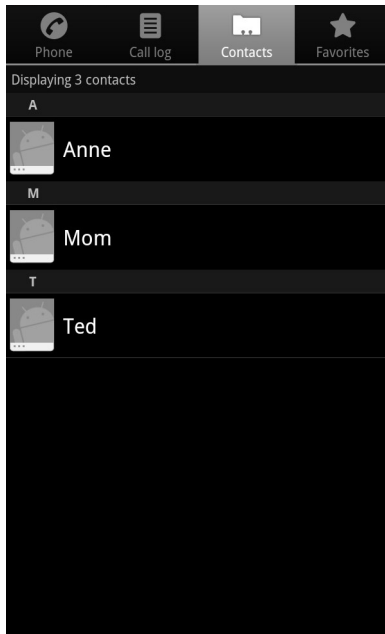 Phone Call log Contacts Favorites
Displaying 3 contacts
A
Anne
M
Mom
T
Ted